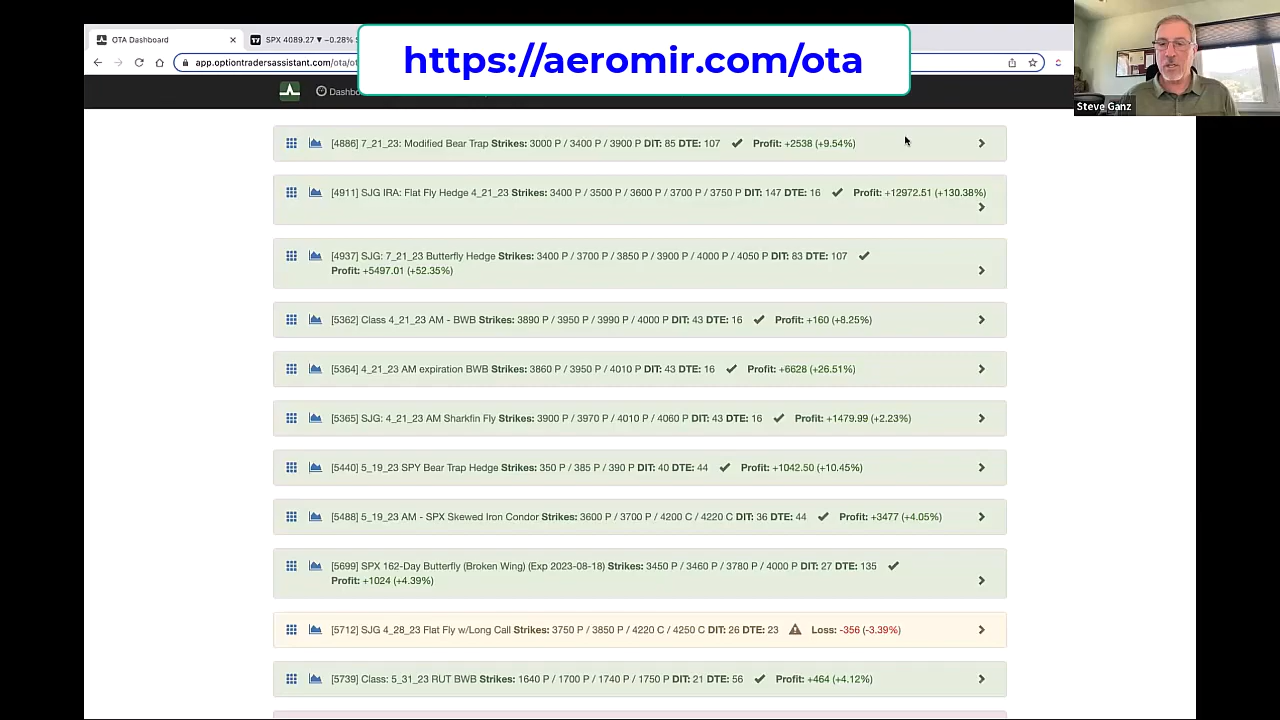 OTA Dashboard
SPX 4089.27 ▼ −0.28%
https://aeromir.com/ota
app.optiontradersassistant.com/ota/
Steve Ganz
[4886] 7_21_23: Modified Bear Trap Strikes: 3000 P / 3400 P / 3900 P DIT: 85 DTE: 107 Profit: +2538 (+9.54%)
[4911] SJG IRA: Flat Fly Hedge 4_21_23 Strikes: 3400 P / 3500 P / 3600 P / 3700 P / 3750 P DIT: 147 DTE: 16 Profit: +12972.51 (+130.38%)
[4937] SJG: 7_21_23 Butterfly Hedge Strikes: 3400 P / 3700 P / 3850 P / 3900 P / 4000 P / 4050 P DIT: 83 DTE: 107
Profit: +5497.01 (+52.35%)
[5362] Class 4_21_23 AM - BWB Strikes: 3890 P / 3950 P / 3990 P / 4000 P DIT: 43 DTE: 16 Profit: +160 (+8.25%)
[5364] 4_21_23 AM expiration BWB Strikes: 3860 P / 3950 P / 4010 P DIT: 43 DTE: 16 Profit: +6628 (+26.51%)
[5365] SJG: 4_21_23 AM Sharkfin Fly Strikes: 3900 P / 3970 P / 4010 P / 4060 P DIT: 43 DTE: 16 Profit: +1479.99 (+2.23%)
[5440] 5_19_23 SPY Bear Trap Hedge Strikes: 350 P / 385 P / 390 P DIT: 40 DTE: 44 Profit: +1042.50 (+10.45%)
[5488] 5_19_23 AM - SPX Skewed Iron Condor Strikes: 3600 P / 3700 P / 4200 C / 4220 C DIT: 36 DTE: 44 Profit: +3477 (+4.05%)
[5699] SPX 162-Day Butterfly (Broken Wing) (Exp 2023-08-18) Strikes: 3450 P / 3460 P / 3780 P / 4000 P DIT: 27 DTE: 135
Profit: +1024 (+4.39%)
[5712] SJG 4_28_23 Flat Fly w/Long Call Strikes: 3750 P / 3850 P / 4220 C / 4250 C DIT: 26 DTE: 23 Loss: -356 (-3.39%)
[5739] Class: 5_31_23 RUT BWB Strikes: 1640 P / 1700 P / 1740 P / 1750 P DIT: 21 DTE: 56 Profit: +464 (+4.12%)